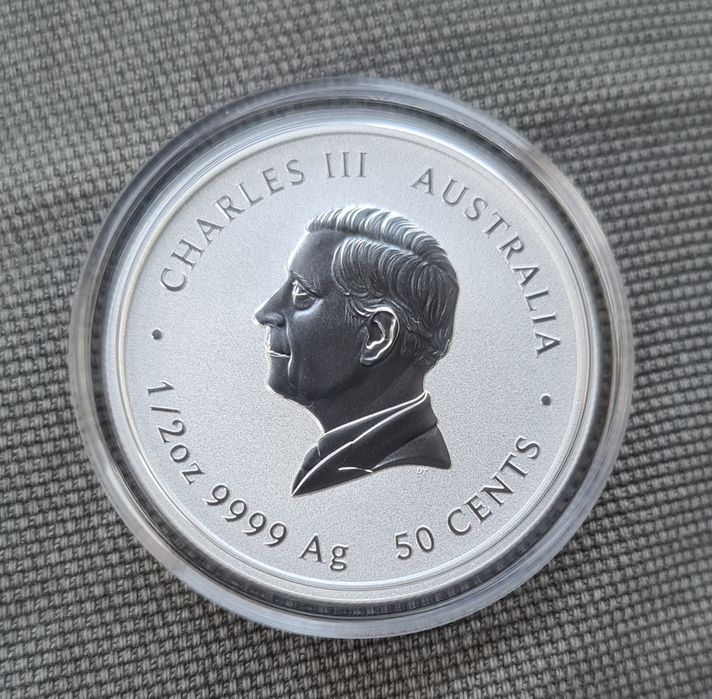 CHARLES III AUSTRALIA
1/2oz 9999 Ag 50 CENTS